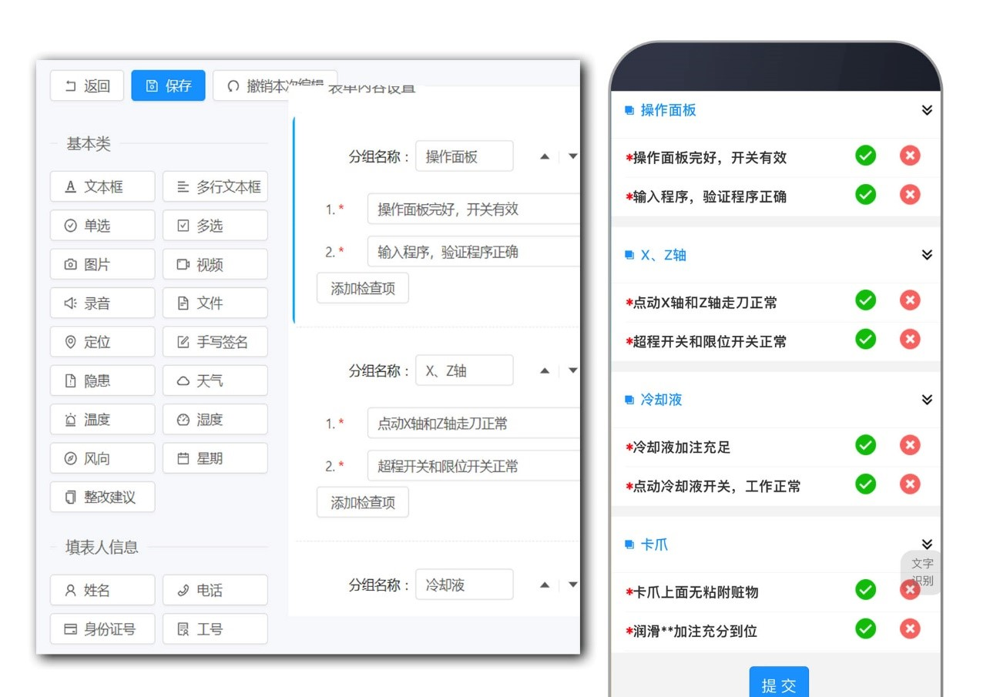 返回 保存 撤销本次编辑
表单内容设置
基本类
文本框 多行文本框
单选 多选
图片 视频
录音 文件
定位 手写签名
隐患 天气
温度 湿度
风向 星期
整改建议
填表人信息
姓名 电话
身份证号 工号
分组名称： 操作面板
1. * 操作面板完好，开关有效
2. * 输入程序，验证程序正确
添加检查项
分组名称： X、Z轴
1. * 点动X轴和Z轴走刀正常
2. * 超程开关和限位开关正常
添加检查项
分组名称： 冷却液
操作面板
*操作面板完好，开关有效
*输入程序，验证程序正确
X、Z轴
*点动X轴和Z轴走刀正常
*超程开关和限位开关正常
冷却液
*冷却液加注充足
*点动冷却液开关，工作正常
卡爪
文字
识别
*卡爪上面无粘附赃物
*润滑**加注充分到位
提 交